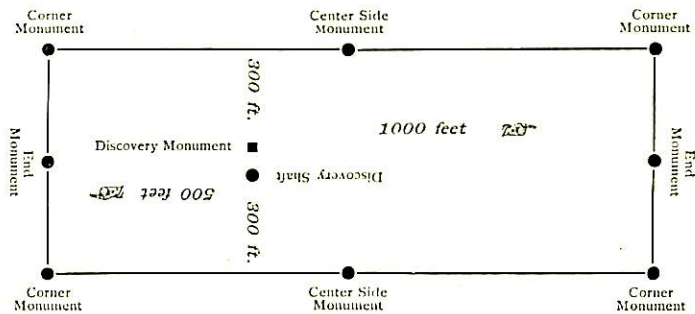 Corner
Monument
Center Side
Monument
Corner
Monument
300 ft.
1000 feet
Discovery Monument
End
Monument
End
Monument
Discovery Shaft
500 feet
300 ft.
Corner
Monument
Center Side
Monument
Corner
Monument